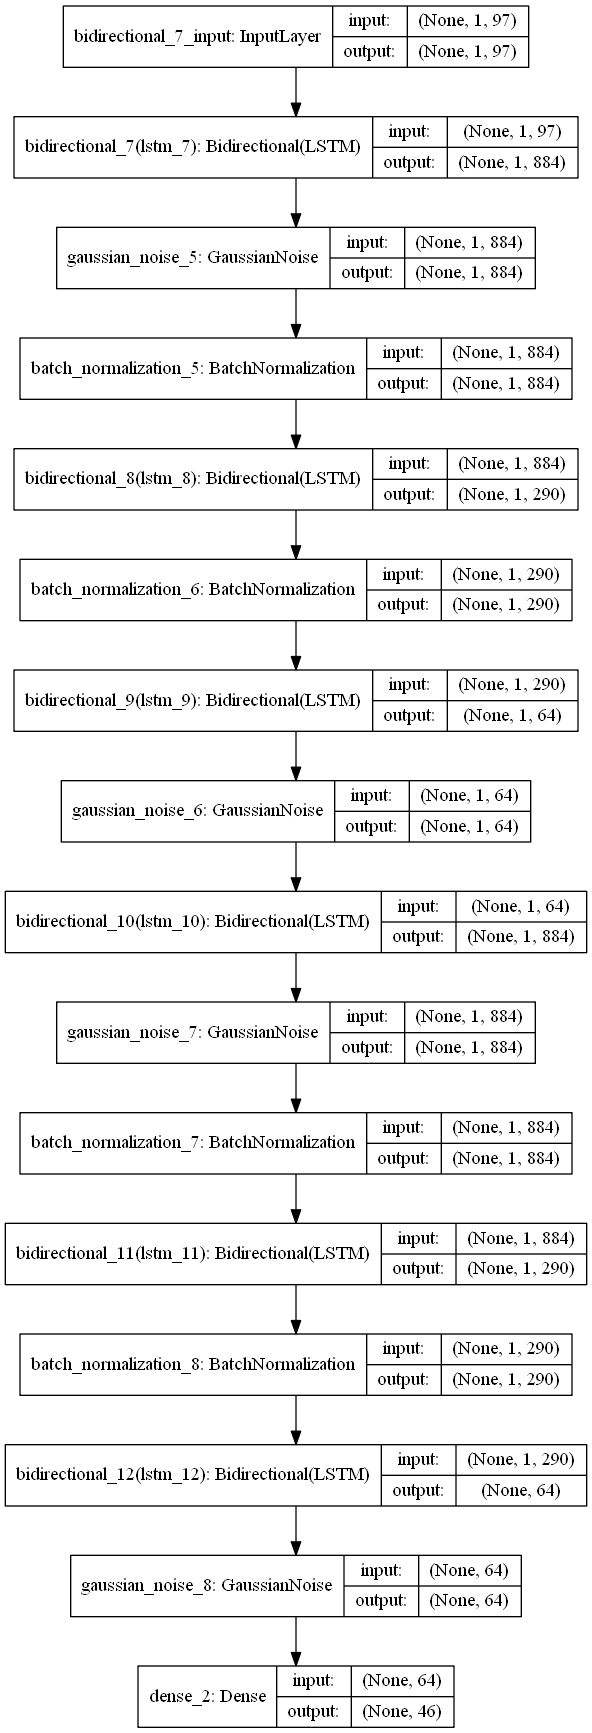 bidirectional_7_input: InputLayer
input: (None, 1, 97)
output: (None, 1, 97)
bidirectional_7(lstm_7): Bidirectional(LSTM)
input: (None, 1, 97)
output: (None, 1, 884)
gaussian_noise_5: GaussianNoise
input: (None, 1, 884)
output: (None, 1, 884)
batch_normalization_5: BatchNormalization
input: (None, 1, 884)
output: (None, 1, 884)
bidirectional_8(lstm_8): Bidirectional(LSTM)
input: (None, 1, 884)
output: (None, 1, 290)
batch_normalization_6: BatchNormalization
input: (None, 1, 290)
output: (None, 1, 290)
bidirectional_9(lstm_9): Bidirectional(LSTM)
input: (None, 1, 290)
output: (None, 1, 64)
gaussian_noise_6: GaussianNoise
input: (None, 1, 64)
output: (None, 1, 64)
bidirectional_10(lstm_10): Bidirectional(LSTM)
input: (None, 1, 64)
output: (None, 1, 884)
gaussian_noise_7: GaussianNoise
input: (None, 1, 884)
output: (None, 1, 884)
batch_normalization_7: BatchNormalization
input: (None, 1, 884)
output: (None, 1, 884)
bidirectional_11(lstm_11): Bidirectional(LSTM)
input: (None, 1, 884)
output: (None, 1, 290)
batch_normalization_8: BatchNormalization
input: (None, 1, 290)
output: (None, 1, 290)
bidirectional_12(lstm_12): Bidirectional(LSTM)
input: (None, 1, 290)
output: (None, 64)
gaussian_noise_8: GaussianNoise
input: (None, 64)
output: (None, 64)
dense_2: Dense
input: (None, 64)
output: (None, 46)